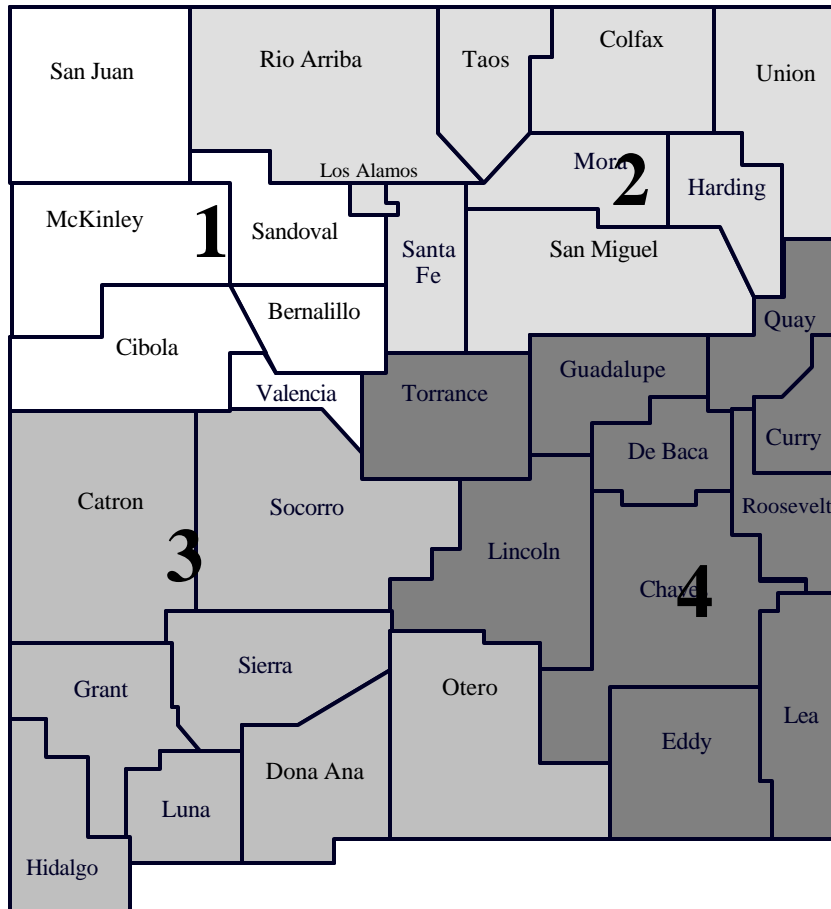 San Juan
Rio Arriba
Taos
Colfax
Union
Los Alamos
Mora
2
Harding
McKinley
1
Sandoval
Santa
Fe
San Miguel
Bernalillo
Quay
Cibola
Valencia
Torrance
Guadalupe
Curry
De Baca
Catron
Socorro
Roosevelt
3
Lincoln
Chaves
4
Sierra
Grant
Otero
Lea
Eddy
Dona Ana
Luna
Hidalgo